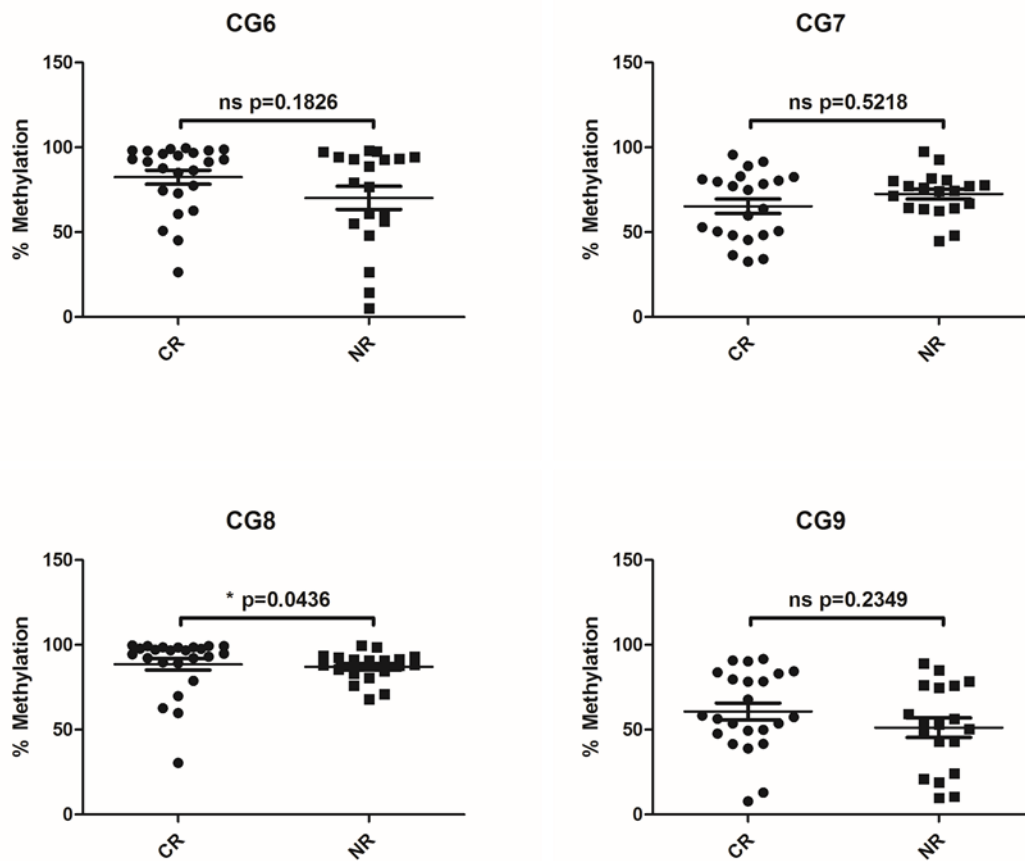 CG6
150
100
50
0
% Methylation
ns p=0.1826
CR
NR
CG7
150
100
50
0
% Methylation
ns p=0.5218
CR
NR
CG8
150
100
50
0
% Methylation
* p=0.0436
CR
NR
CG9
150
100
50
0
% Methylation
ns p=0.2349
CR
NR